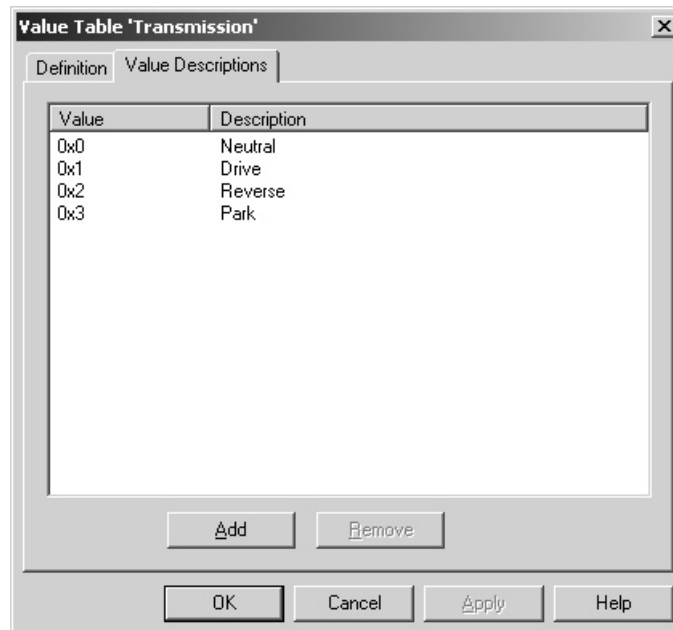 Value Table 'Transmission'
Definition Value Descriptions
Value Description
0x0 Neutral
0x1 Drive
0x2 Reverse
0x3 Park
Add Remove
OK Cancel Apply Help